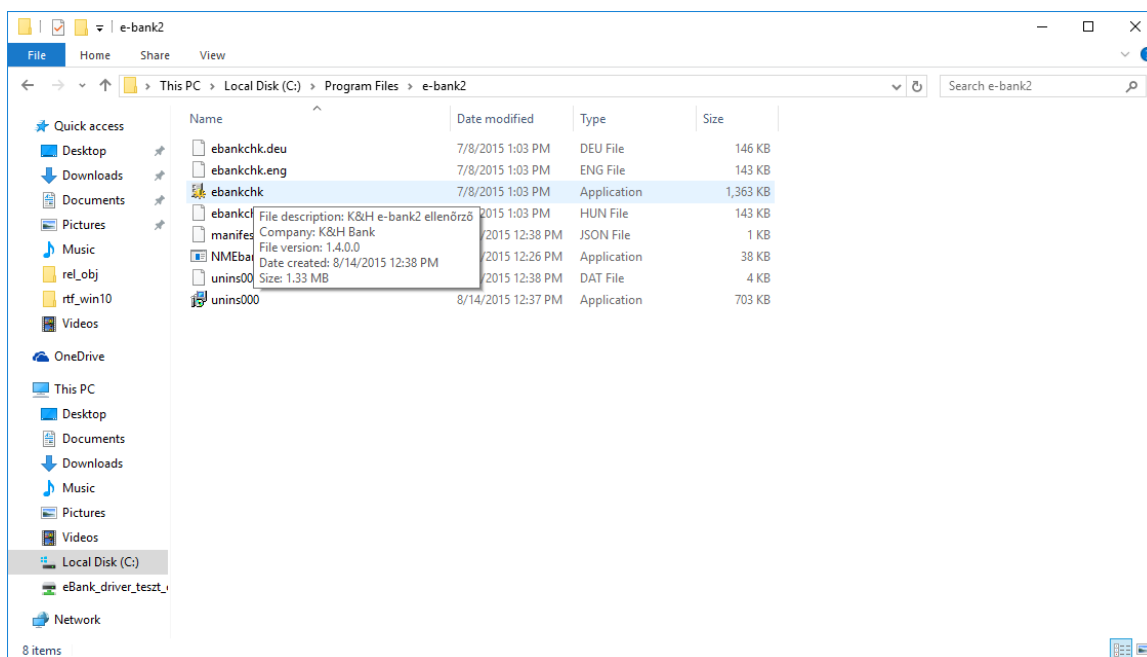 e-bank2
File Home Share View
This PC Local Disk (C:) Program Files e-bank2 Search e-bank2
Name Date modified Type Size
Quick access
Desktop
Downloads
Documents
Pictures
Music
rel_obj
rtf_win10
Videos
OneDrive
This PC
Desktop
Documents
Downloads
Music
Pictures
Videos
Local Disk (C:)
eBank_driver_teszt_
Network
ebankchk.deu 7/8/2015 1:03 PM DEU File 146 KB
ebankchk.eng 7/8/2015 1:03 PM ENG File 143 KB
ebankchk 7/8/2015 1:03 PM Application 1,363 KB
ebankch 2015 1:03 PM HUN File 143 KB
manifes /2015 12:38 PM JSON File 1 KB
NMEba /2015 12:26 PM Application 38 KB
unins00 /2015 12:38 PM DAT File 4 KB
unins000 8/14/2015 12:37 PM Application 703 KB
File description: K&H e-bank2 ellenőrző
Company: K&H Bank
File version: 1.4.0.0
Date created: 8/14/2015 12:38 PM
Size: 1.33 MB
8 items